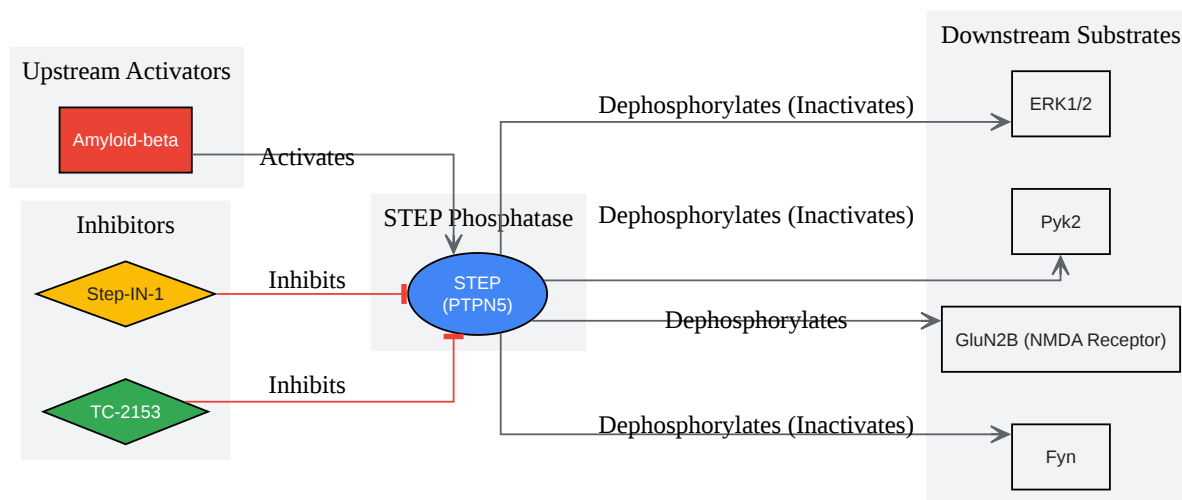 Upstream Activators
Amyloid-beta
Activates
Inhibitors
Step-IN-1
Inhibits
TC-2153
Inhibits
STEP Phosphatase
STEP
(PTPN5)
Dephosphorylates (Inactivates)
Dephosphorylates (Inactivates)
Dephosphorylates
Dephosphorylates (Inactivates)
Downstream Substrates
ERK1/2
Pyk2
GluN2B (NMDA Receptor)
Fyn